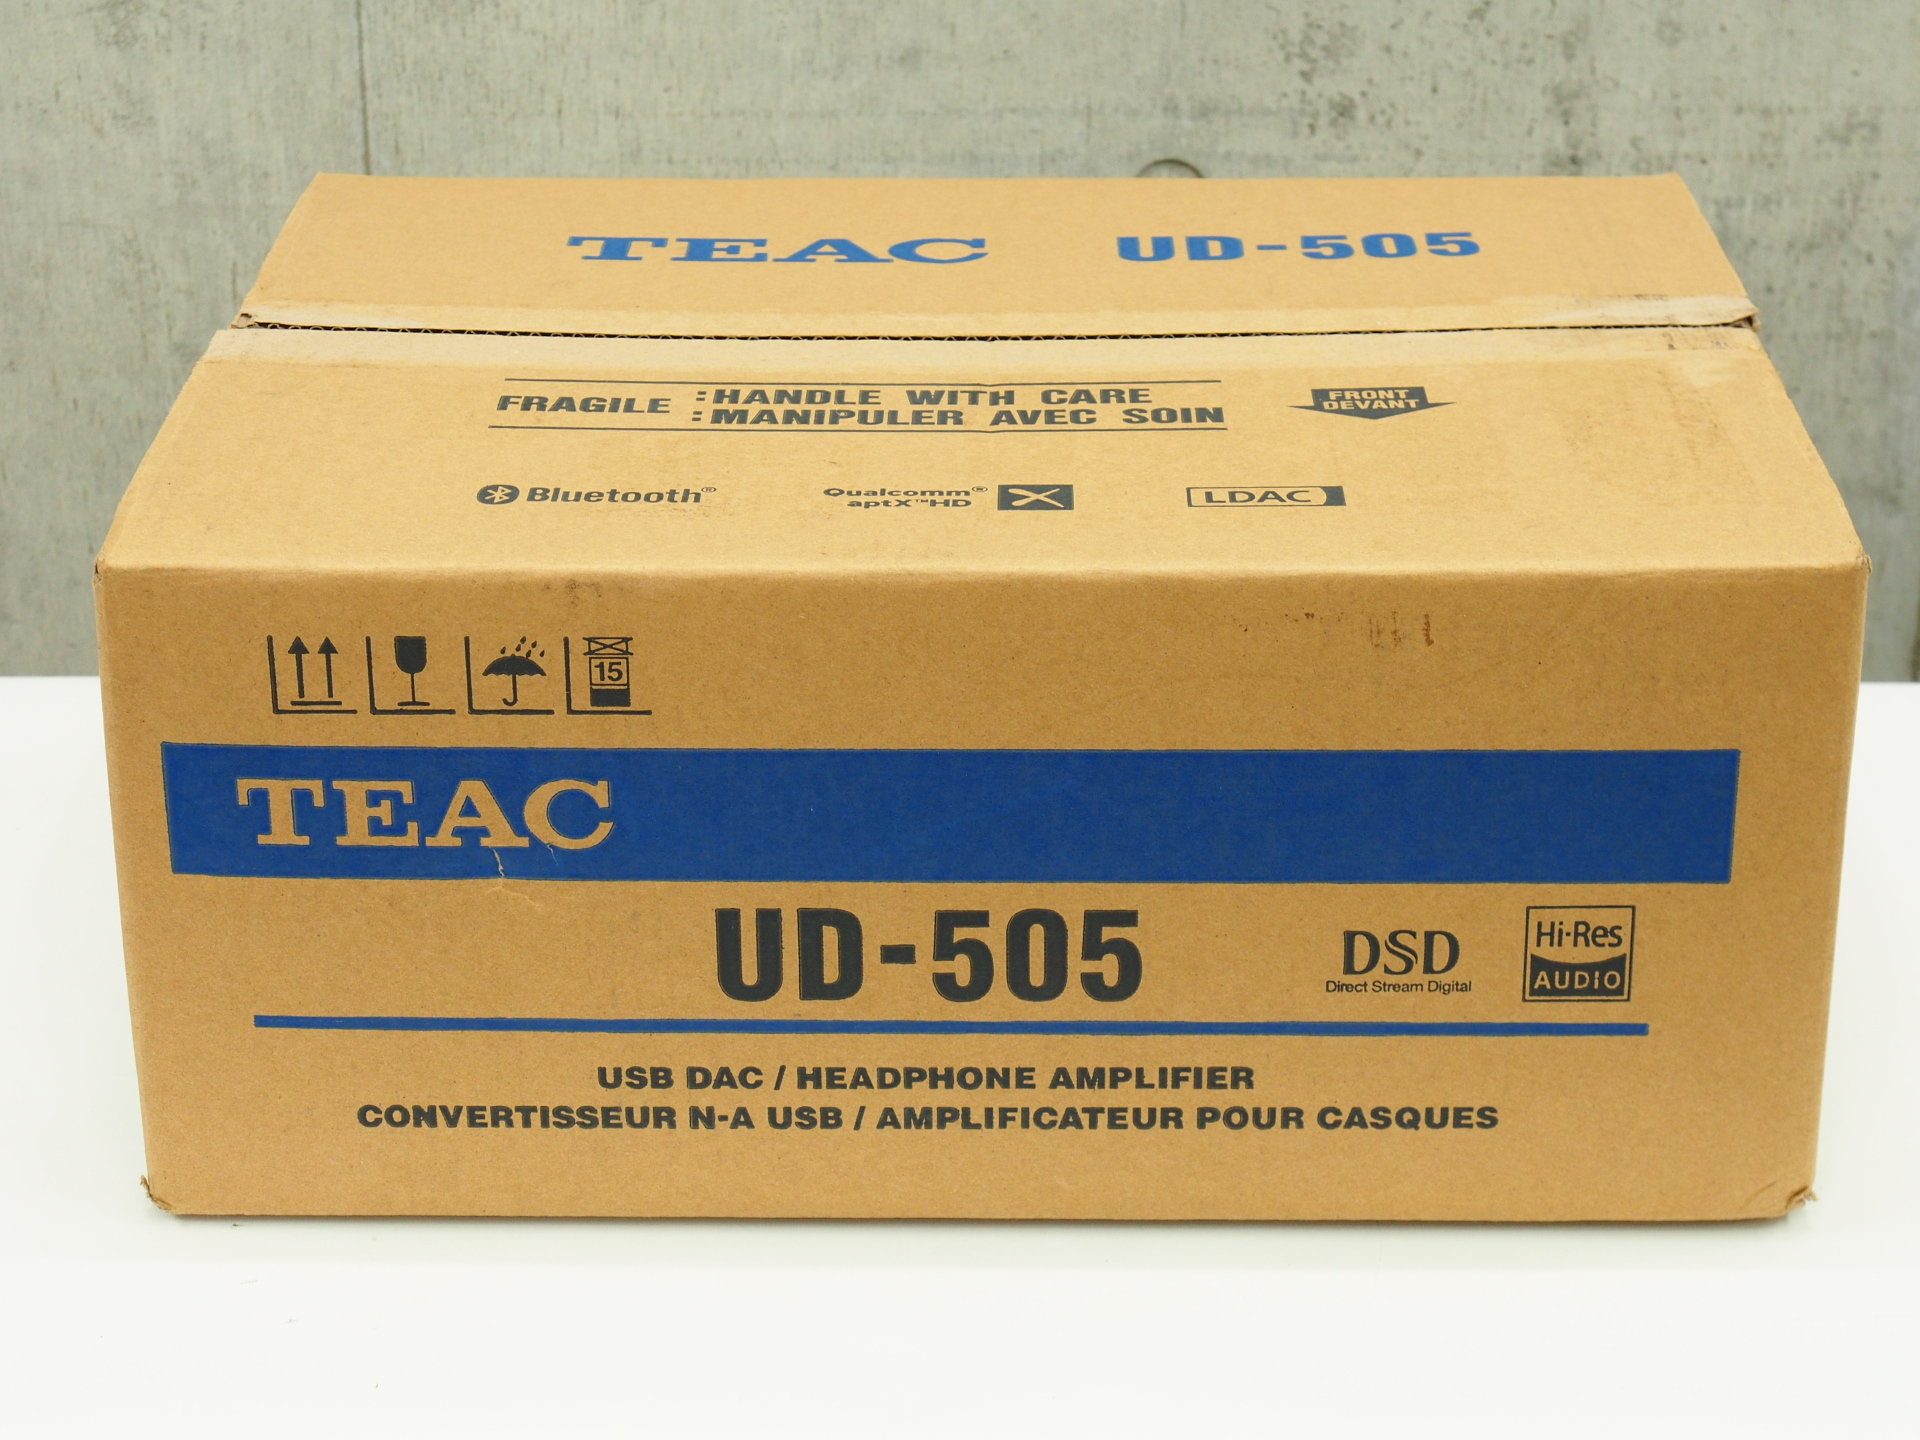 TEAC UD-505
FRAGILE :HANDLE WITH CARE
:MANIPULER AVEC SOIN
FRONT
DEVANT
Bluetooth®
Qualcomm®
aptX™HD
LDAC
15
TEAC
UD-505
DSD
Direct Stream Digital
Hi-Res
AUDIO
USB DAC / HEADPHONE AMPLIFIER
CONVERTISSEUR N-A USB / AMPLIFICATEUR POUR CASQUES